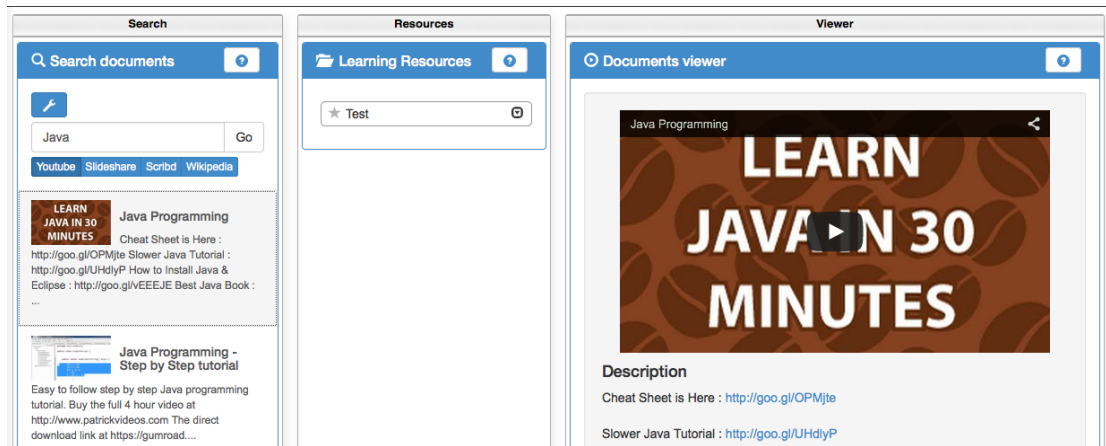 Search
Search documents
Java
Go
Youtube Slideshare Scribd Wikipedia
LEARN
JAVA IN 30
MINUTES
Java Programming
Cheat Sheet is Here :
http://goo.gl/OPMjte Slower Java Tutorial :
http://goo.gl/UHdlyP How to Install Java &
Eclipse : http://goo.gl/vEEEJE Best Java Book :
...
Java Programming -
Step by Step tutorial
Easy to follow step by step Java programming
tutorial. Buy the full 4 hour video at
http://www.patrickvideos.com The direct
download link at https://gumroad....
Resources
Learning Resources
Test
Viewer
Documents viewer
Java Programming
LEARN
JAVA IN 30
MINUTES
Description
Cheat Sheet is Here : http://goo.gl/OPMjte
Slower Java Tutorial : http://goo.gl/UHdlyP